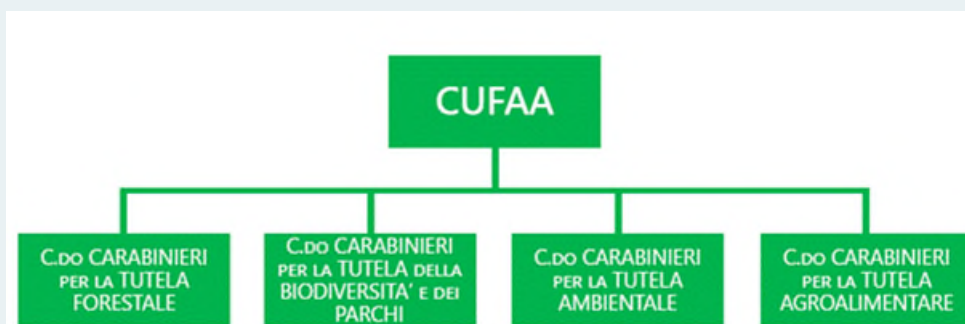 CUFAA
C.DO CARABINIERI
PER LA TUTELA
FORESTALE
C.DO CARABINIERI
PER LA TUTELA DELLA
BIODIVERSITA' E DEI
PARCHI
C.DO CARABINIERI
PER LA TUTELA
AMBIENTALE
C.DO CARABINIERI
PER LA TUTELA
AGROALIMENTARE